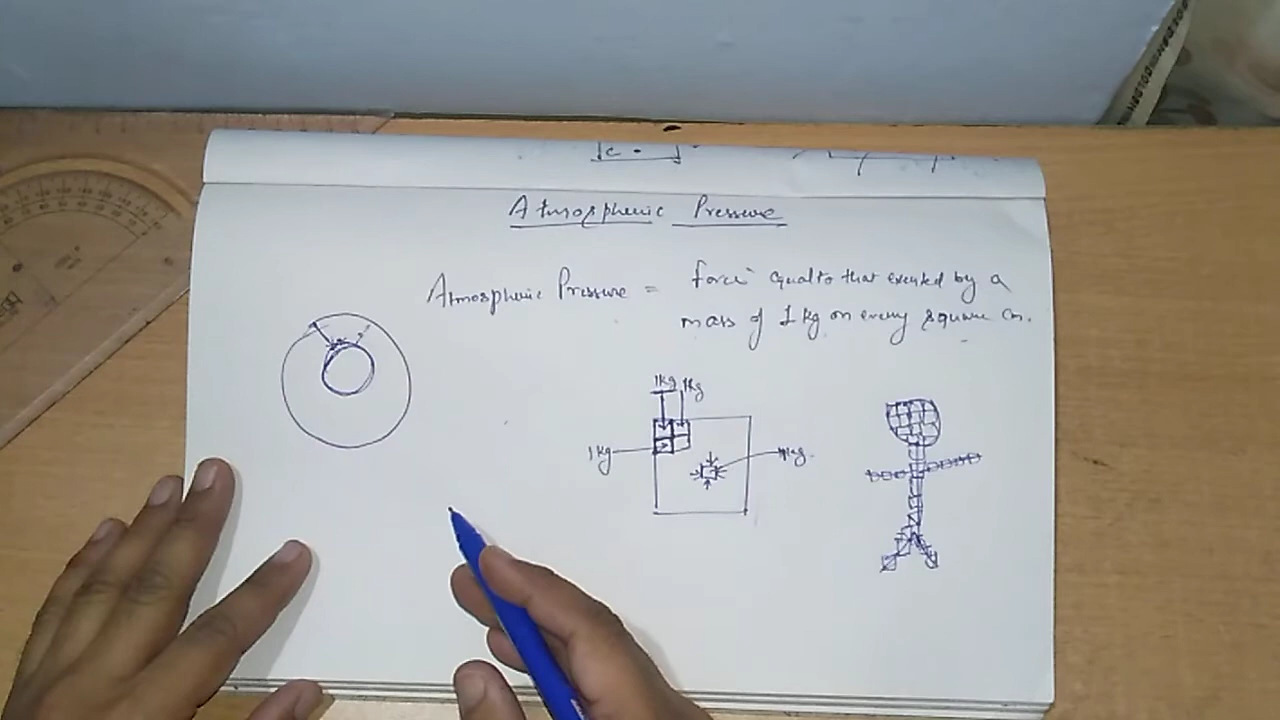 Atmospheric Pressure
Atmospheric Pressure = force equal to that exerted by a
mass of 1 kg on every square cm.
1kg 1kg
1kg
1kg